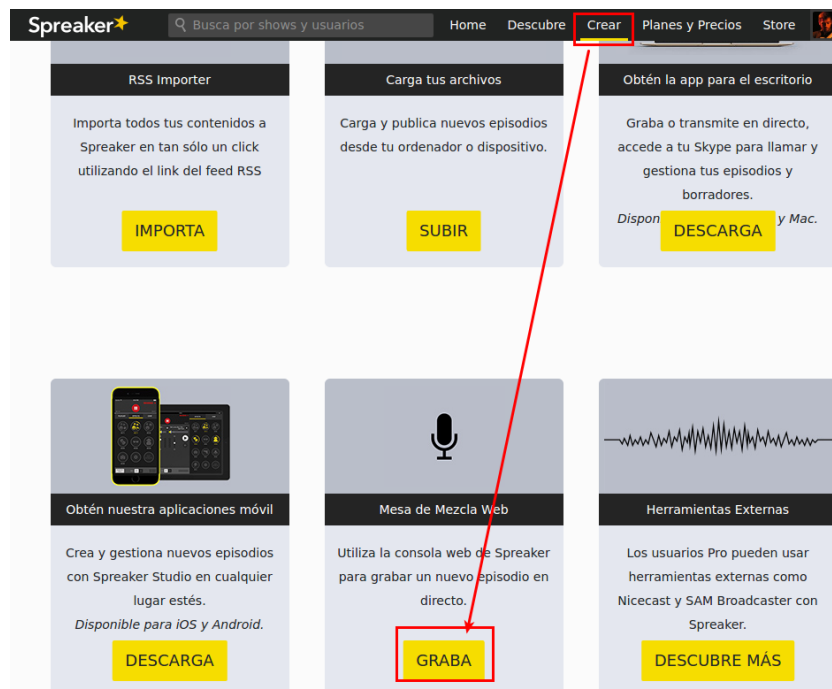 Spreaker
Busca por shows y usuarios
Home Descubre Crear Planes y Precios Store
RSS Importer
Importa todos tus contenidos a
Spreaker en tan sólo un click
utilizando el link del feed RSS
IMPORTA
Carga tus archivos
Carga y publica nuevos episodios
desde tu ordenador o dispositivo.
SUBIR
Obtén la app para el escritorio
Graba o transmite en directo,
accede a tu Skype para llamar y
gestiona tus episodios y
borradores.
y Mac.
DESCARGA
Obtén nuestra aplicaciones móvil
Crea y gestiona nuevos episodios
con Spreaker Studio en cualquier
lugar estés.
Disponible para iOS y Android.
DESCARGA
Mesa de Mezcla Web
Utiliza la consola web de Spreaker
para grabar un nuevo episodio en
directo.
GRABA
Herramientas Externas
Los usuarios Pro pueden usar
herramientas externas como
Nicecast y SAM Broadcaster con
Spreaker.
DESCUBRE MÁS